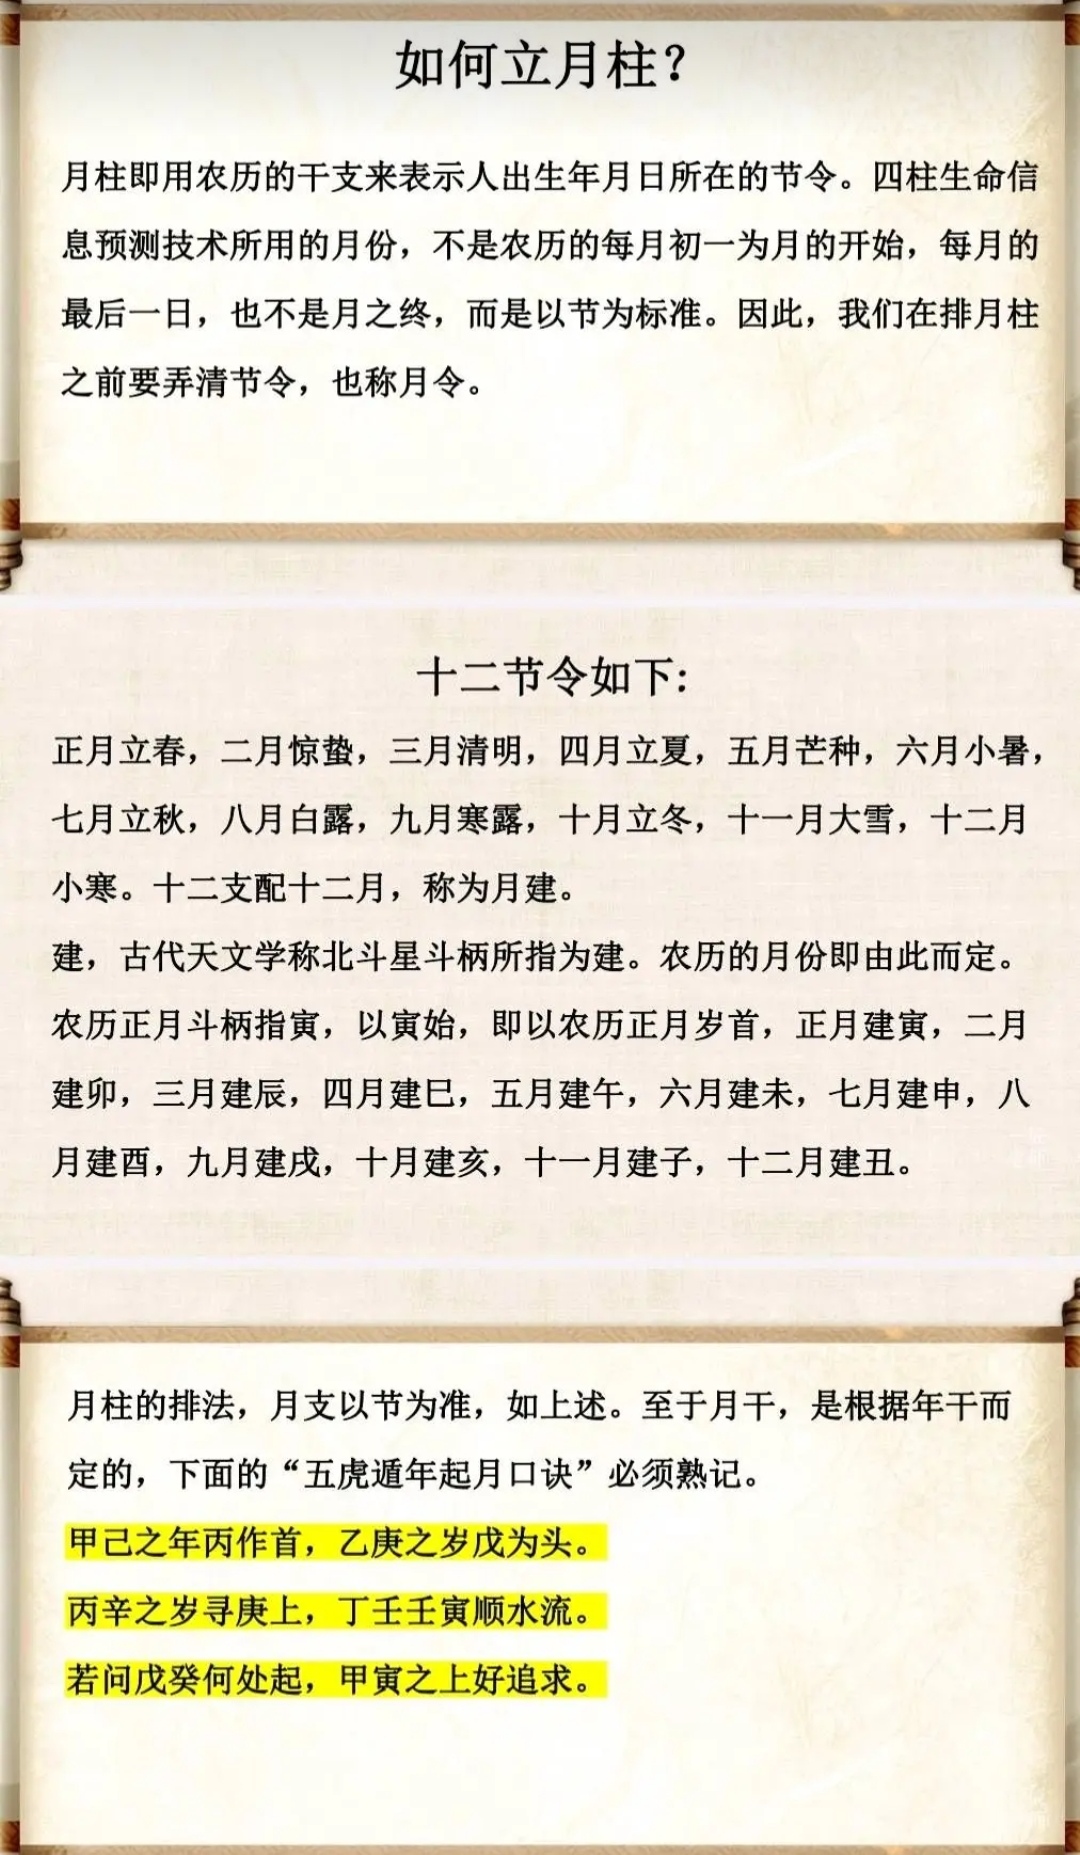 如何立月柱？
月柱即用农历的干支来表示人出生年月日所在的节令。四柱生命信
息预测技术所用的月份，不是农历的每月初一为月的开始，每月的
最后一日，也不是月之终，而是以节为标准。因此，我们在排月柱
之前要弄清节令，也称月令。
十二节令如下：
正月立春，二月惊蛰，三月清明，四月立夏，五月芒种，六月小暑，
七月立秋，八月白露，九月寒露，十月立冬，十一月大雪，十二月
小寒。十二支配十二月，称为月建。
建，古代天文学称北斗星斗柄所指为建。农历的月份即由此而定。
农历正月斗柄指寅，以寅始，即以农历正月岁首，正月建寅，二月
建卯，三月建辰，四月建巳，五月建午，六月建未，七月建申，八
月建酉，九月建戌，十月建亥，十一月建子，十二月建丑。
月柱的排法，月支以节为准，如上述。至于月干，是根据年干而
定的，下面的“五虎遁年起月口诀”必须熟记。
甲己之年丙作首，乙庚之岁戊为头。
丙辛之岁寻庚上，丁壬壬寅顺水流。
若问戊癸何处起，甲寅之上好追求。